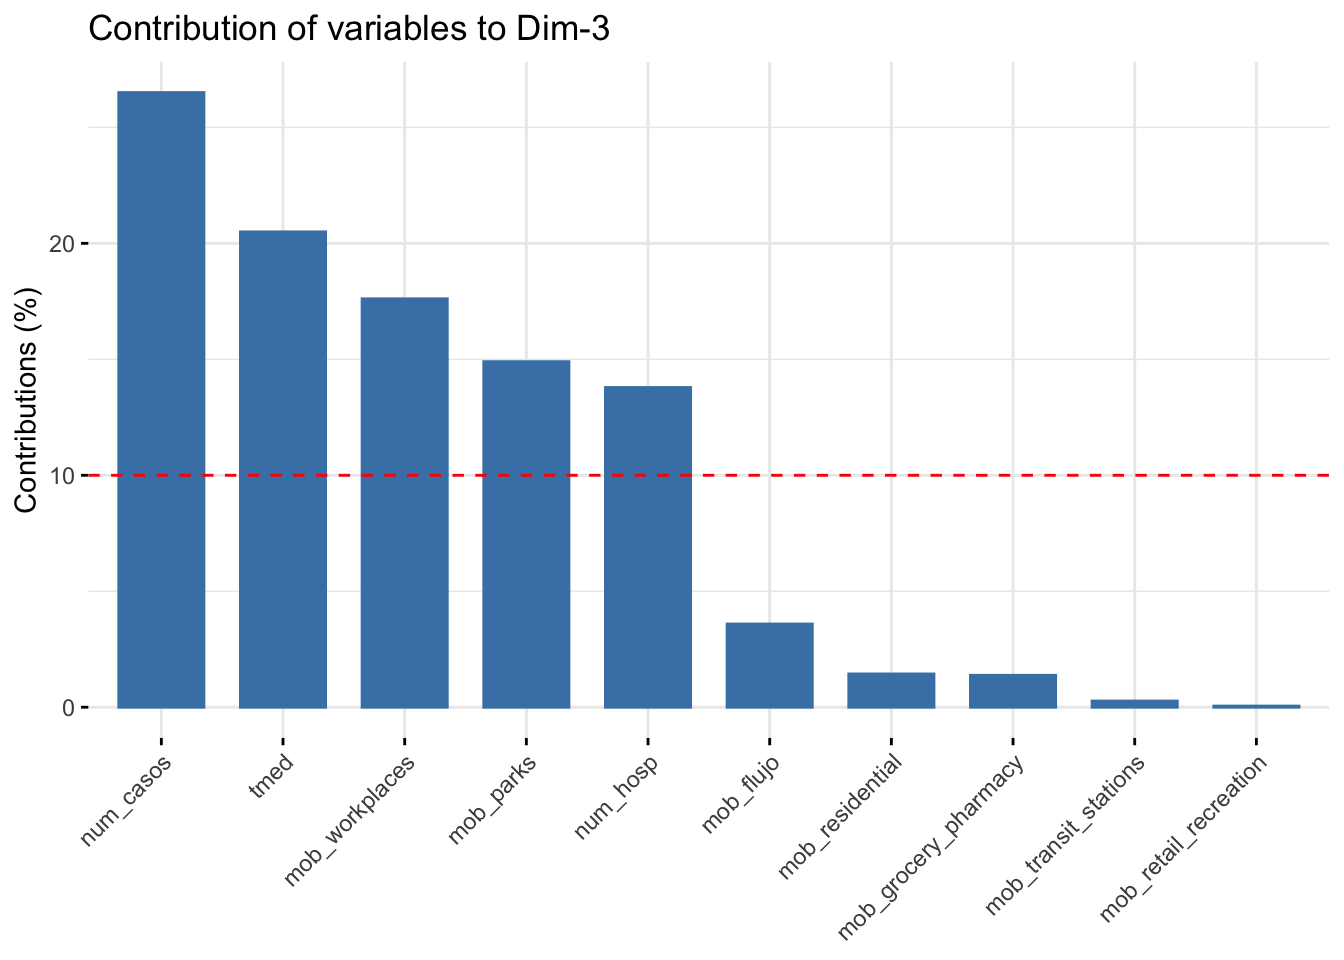 Contribution of variables to Dim-3
Contributions (%)
20
10
0
num_casos
tmed
mob_workplaces
mob_parks
num_hosp
mob_flujo
mob_residential
mob_grocery_pharmacy
mob_transit_stations
mob_retail_recreation